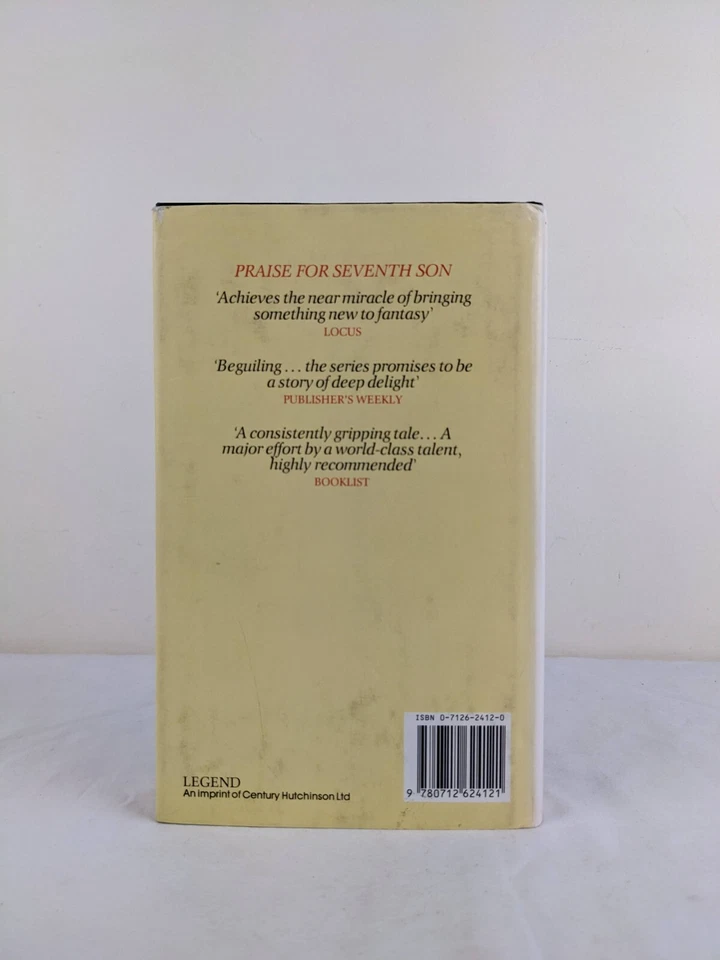 PRAISE FOR SEVENTH SON
‘Achieves the near miracle of bringing
something new to fantasy’
LOCUS
‘Beguiling . . . the series promises to be
a story of deep delight’
PUBLISHER'S WEEKLY
‘A consistently gripping tale . . . A
major effort by a world-class talent,
highly recommended’
BOOKLIST
ISBN 0-7126-2412-0
9 780712 624121
LEGEND
An imprint of Century Hutchinson Ltd